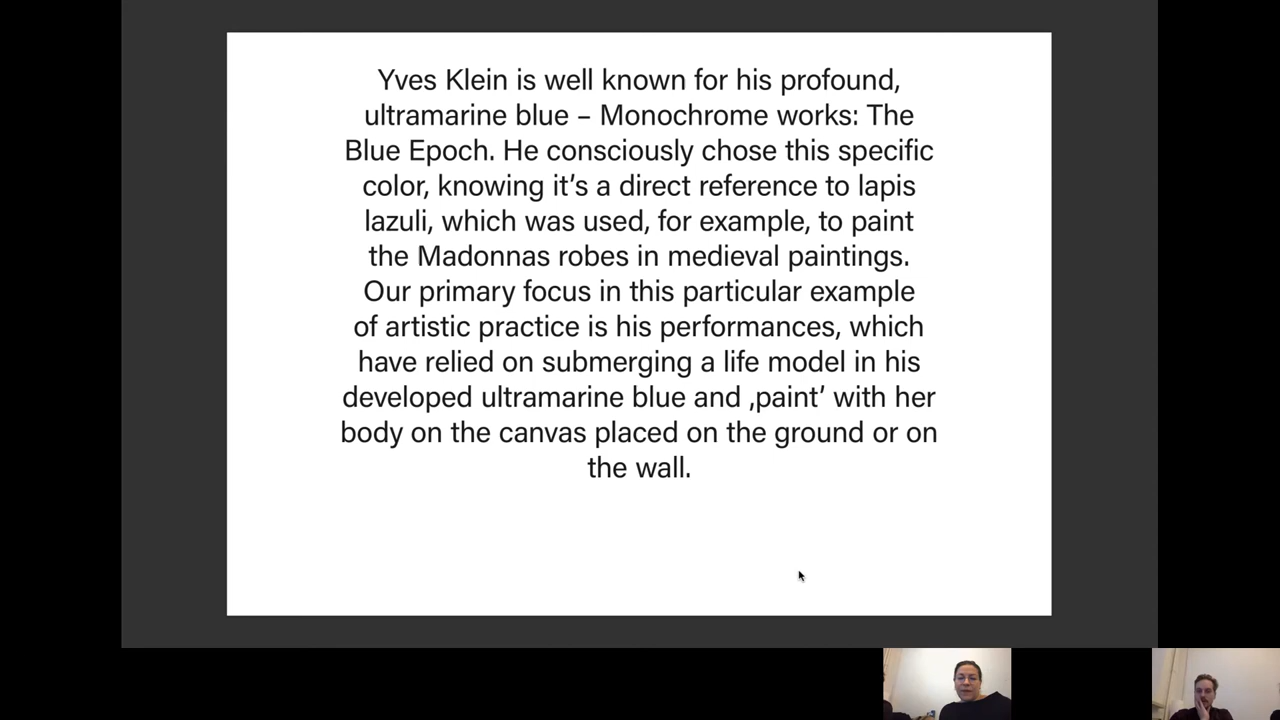 Yves Klein is well known for his profound,
ultramarine blue – Monochrome works: The
Blue Epoch. He consciously chose this specific
color, knowing it’s a direct reference to lapis
lazuli, which was used, for example, to paint
the Madonnas robes in medieval paintings.
Our primary focus in this particular example
of artistic practice is his performances, which
have relied on submerging a life model in his
developed ultramarine blue and ‚paint’ with her
body on the canvas placed on the ground or on
the wall.